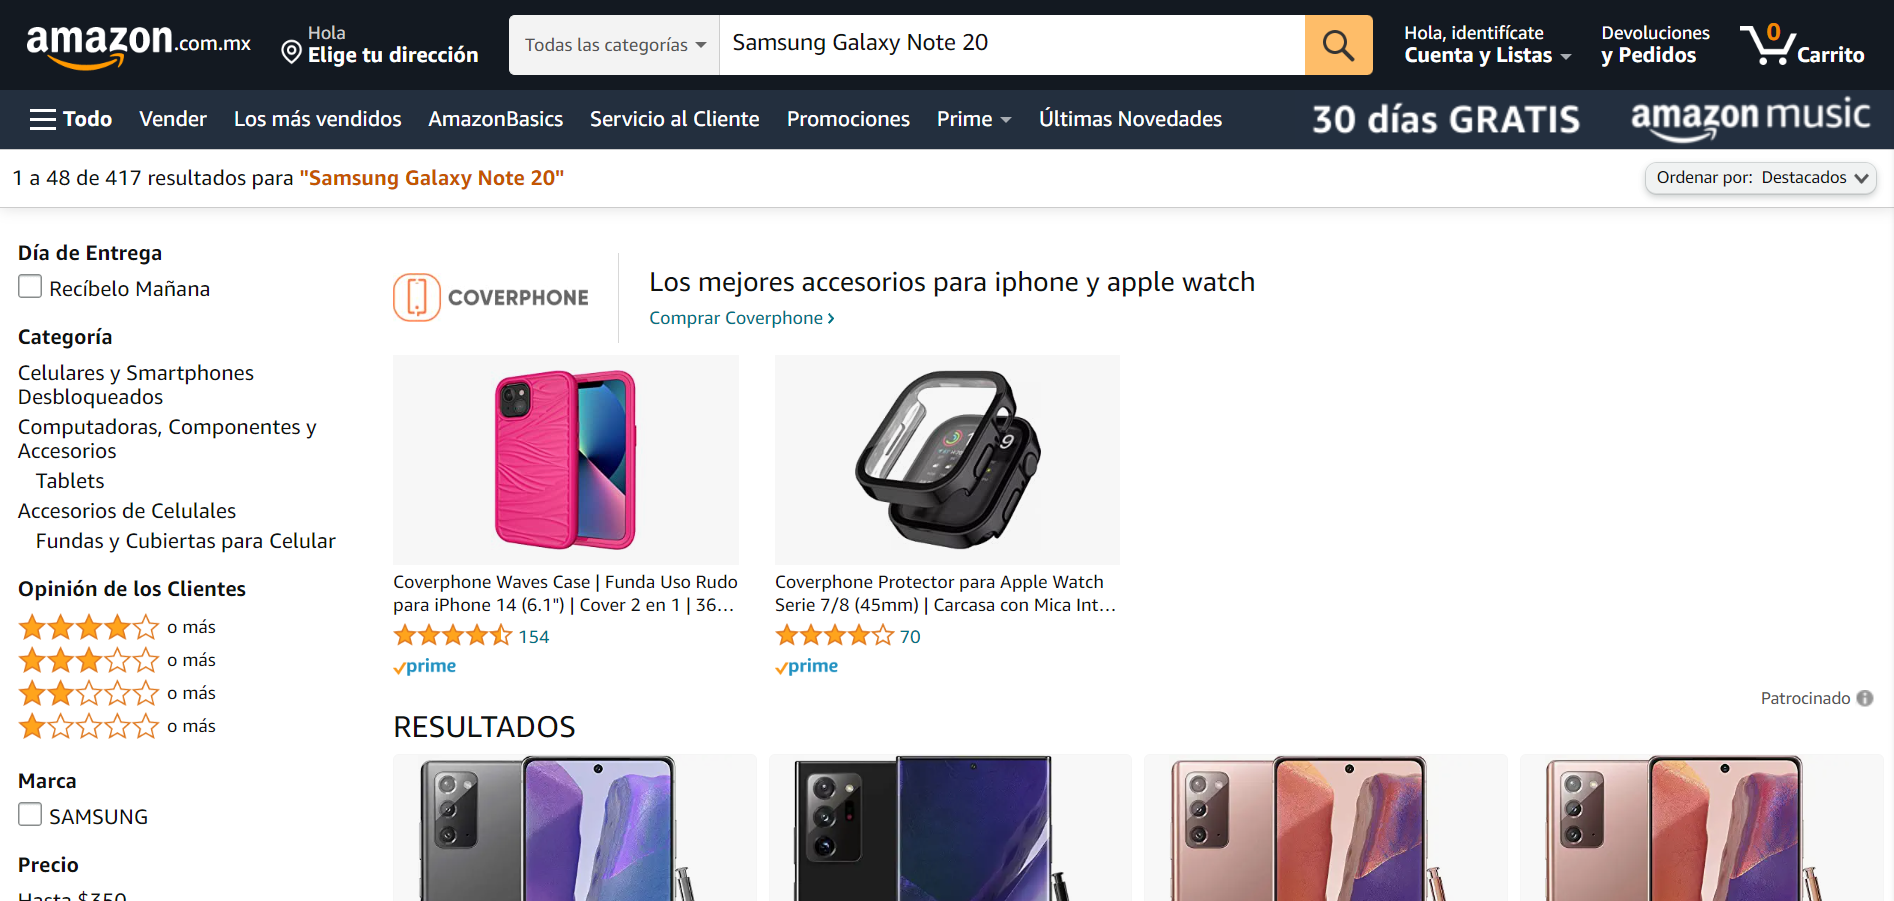 amazon.com.mx
Hola
Elige tu dirección
Todas las categorías
Samsung Galaxy Note 20
Hola, identifícate
Cuenta y Listas
Devoluciones
y Pedidos
0
Carrito
Todo
Vender
Los más vendidos
AmazonBasics
Servicio al Cliente
Promociones
Prime
Últimas Novedades
30 días GRATIS
amazon music
1 a 48 de 417 resultados para "Samsung Galaxy Note 20"
Ordenar por: Destacados
Día de Entrega
Recíbelo Mañana
Categoría
Celulares y Smartphones
Desbloqueados
Computadoras, Componentes y
Accesorios
Tablets
Accesorios de Celulales
Fundas y Cubiertas para Celular
Opinión de los Clientes
o más
o más
o más
o más
Marca
SAMSUNG
Precio
Hasta $350
COVERPHONE
Los mejores accesorios para iphone y apple watch
Comprar Coverphone
Coverphone Waves Case | Funda Uso Rudo
para iPhone 14 (6.1") | Cover 2 en 1 | 36...
154
prime
Coverphone Protector para Apple Watch
Serie 7/8 (45mm) | Carcasa con Mica Int...
70
prime
Patrocinado
RESULTADOS